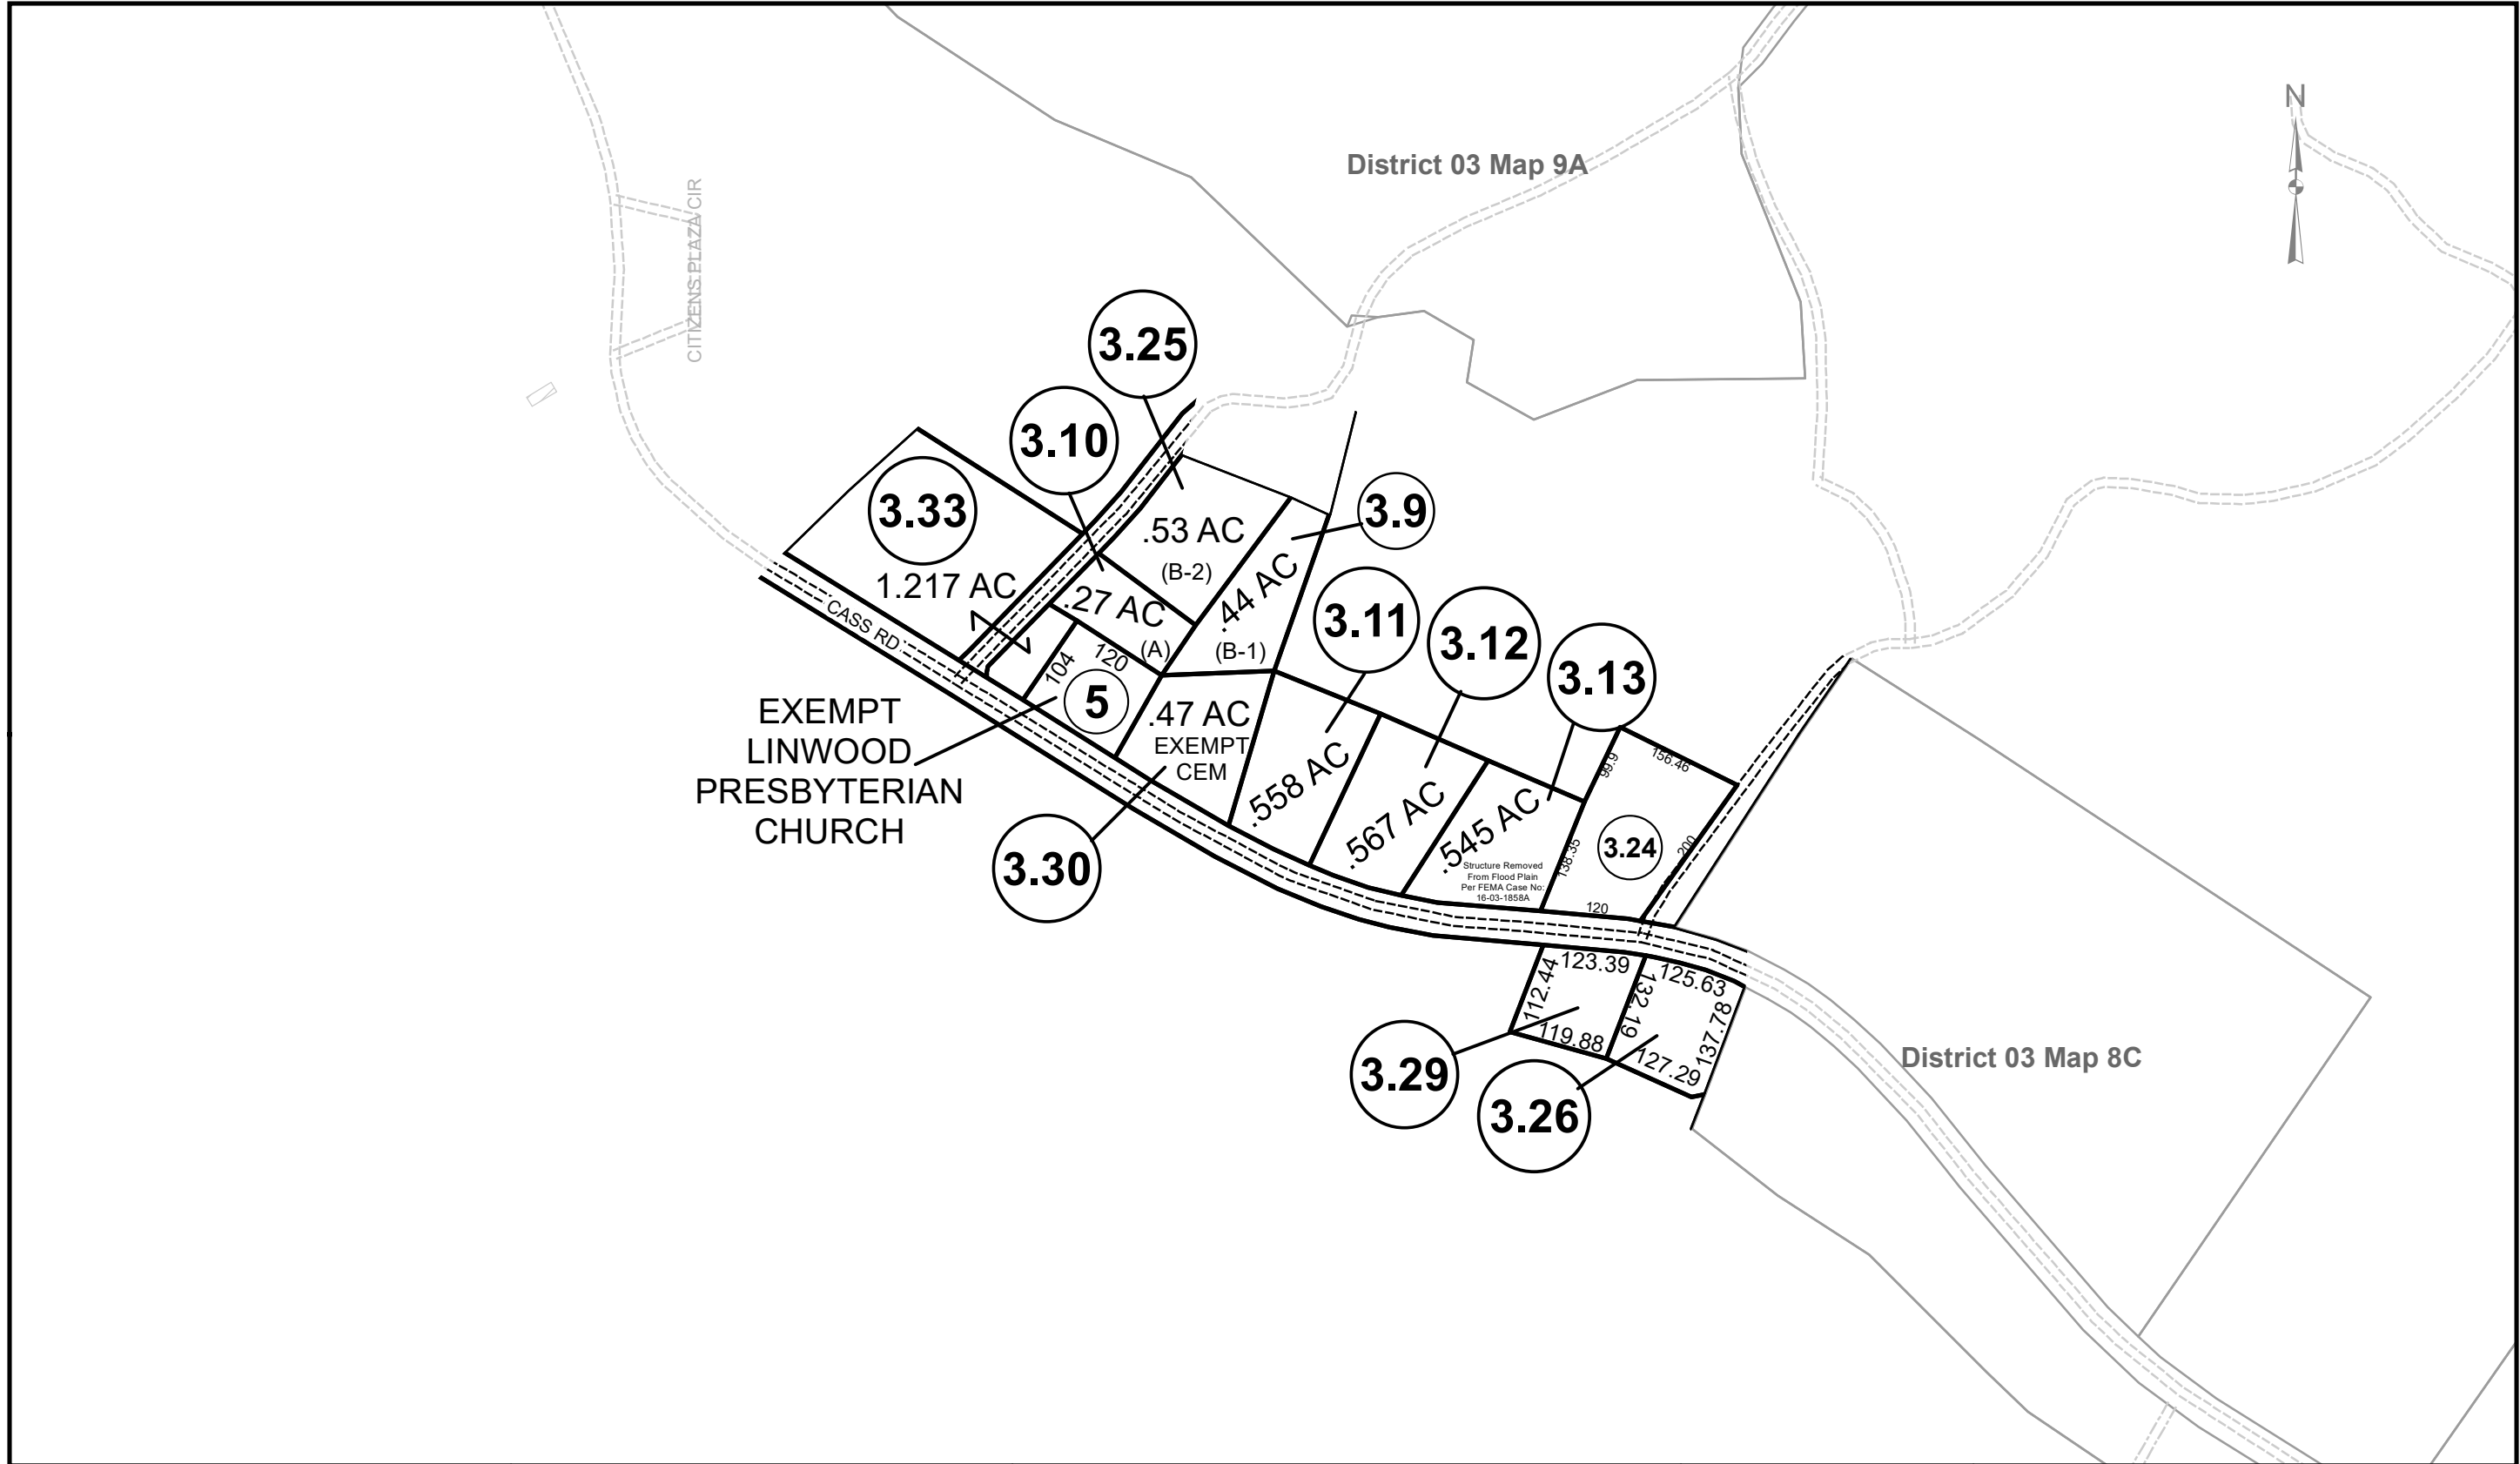 N
District 03 Map 9A
CITIZENS PLAZA CIR
3.25
3.10
3.33
1.217 AC
.53 AC
(B-2)
3.9
.44 AC
(B-1)
.27 AC
(A)
CASS RD
3.11
3.12
3.13
104
120
5
EXEMPT
LINWOOD
PRESBYTERIAN
CHURCH
.47 AC
EXEMPT
CEM
3.30
.558 AC
.567 AC
.545 AC
Structure Removed
From Flood Plain
Per FEMA Case No:
16-03-1858A
99.9
156.46
138.35
3.24
200
120
123.39
112.44
119.88
132.19
125.63
137.78
127.29
3.29
3.26
District 03 Map 8C